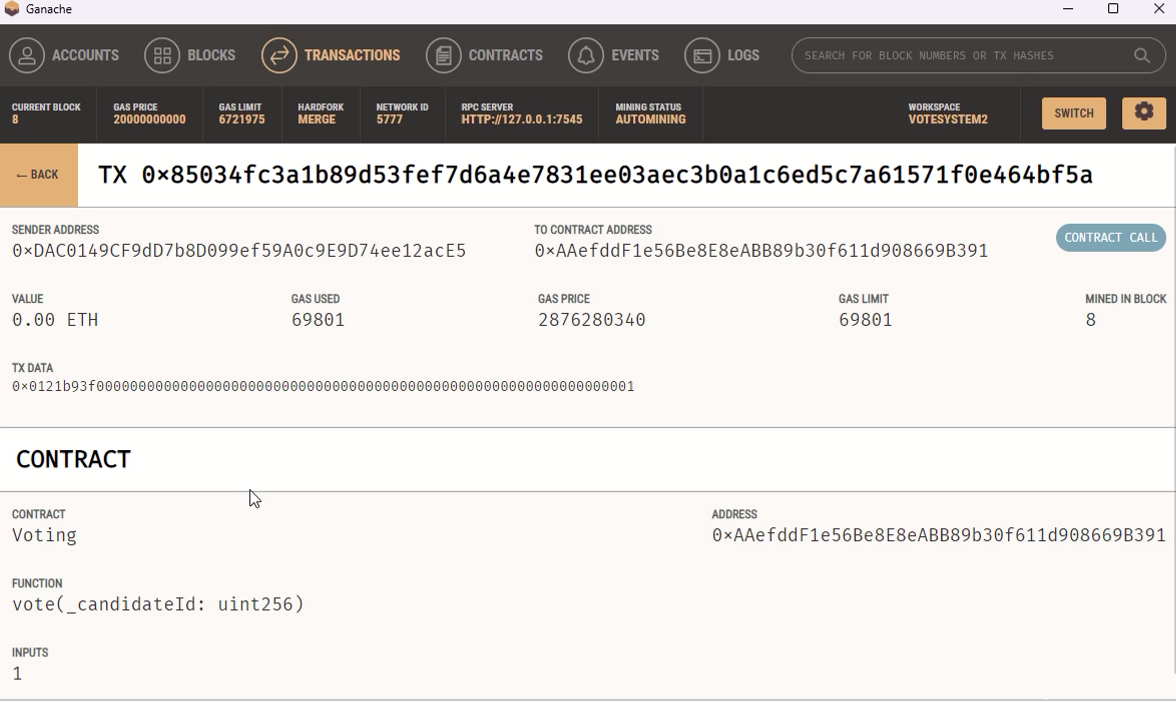 Ganache
ACCOUNTS BLOCKS TRANSACTIONS CONTRACTS EVENTS LOGS SEARCH FOR BLOCK NUMBERS OR TX HASHES
CURRENT BLOCK GAS PRICE GAS LIMIT HARDFORK NETWORK ID RPC SERVER MINING STATUS WORKSPACE
8 20000000000 6721975 MERGE 5777 HTTP://127.0.0.1:7545 AUTOMINING VOTESYSTEM2 SWITCH
← BACK TX 0×85034fc3a1b89d53fef7d6a4e7831ee03aec3b0a1c6ed5c7a61571f0e464bf5a
SENDER ADDRESS TO CONTRACT ADDRESS
0×DAC0149CF9dD7b8D099ef59A0c9E9D74ee12acE5 0×AAefddF1e56Be8E8eABB89b30f611d908669B391 CONTRACT CALL
VALUE GAS USED GAS PRICE GAS LIMIT MINED IN BLOCK
0.00 ETH 69801 2876280340 69801 8
TX DATA
0×0121b93f0000000000000000000000000000000000000000000000000000000000000001
CONTRACT
CONTRACT ADDRESS
Voting 0×AAefddF1e56Be8E8eABB89b30f611d908669B391
FUNCTION
vote(_candidateId: uint256)
INPUTS
1